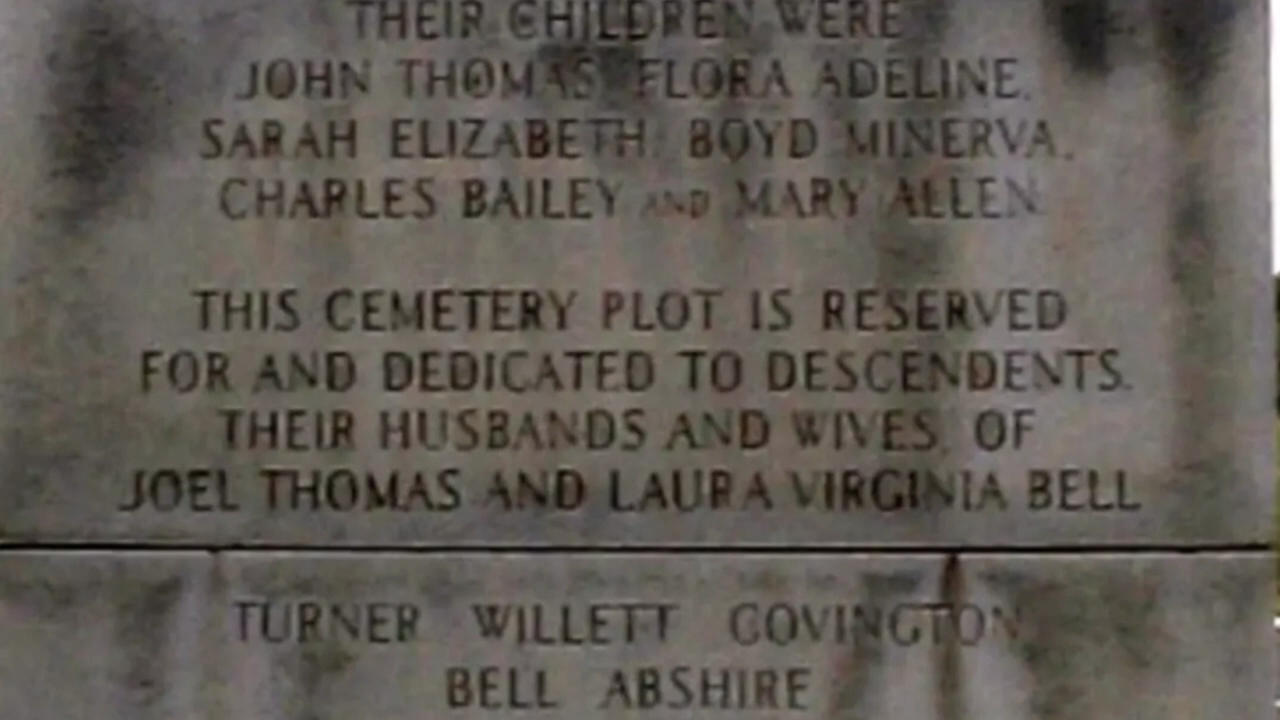 THEIR CHILDREN WERE
JOHN THOMAS, FLORA ADELINE,
SARAH ELIZABETH, BOYD MINERVA,
CHARLES BAILEY AND MARY ALLEN
THIS CEMETERY PLOT IS RESERVED
FOR AND DEDICATED TO DESCENDENTS,
THEIR HUSBANDS AND WIVES, OF
JOEL THOMAS AND LAURA VIRGINIA BELL
TURNER WILLETT COVINGTON
BELL ABSHIRE